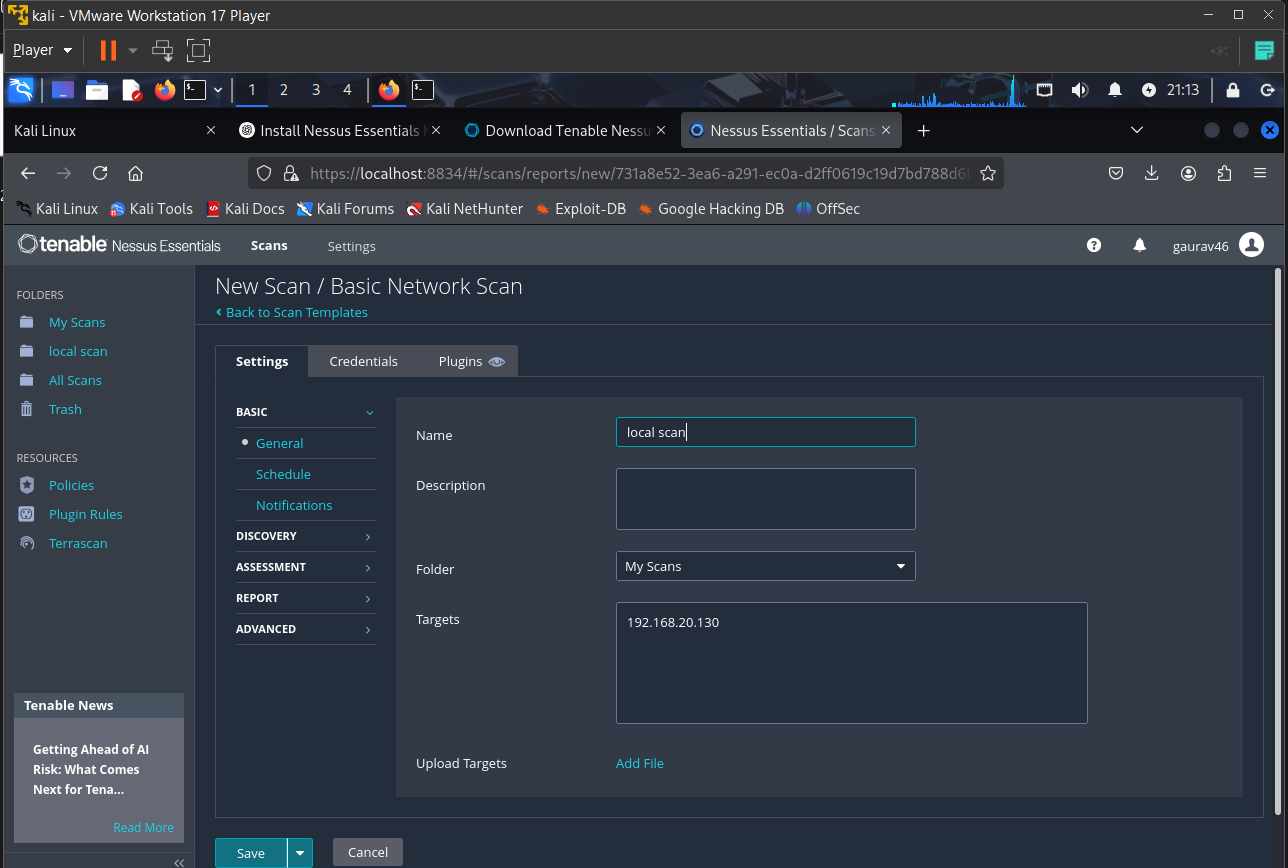 kali - VMware Workstation 17 Player
Player
1 2 3 4 21:13
Kali Linux Install Nessus Essentials Download Tenable Nessu Nessus Essentials / Scans
https://localhost:8834/#/scans/reports/new/731a8e52-3ea6-a291-ec0a-d2ff0619c19d7bd788d6b
Kali Linux Kali Tools Kali Docs Kali Forums Kali NetHunter Exploit-DB Google Hacking DB OffSec
tenable Nessus Essentials Scans Settings gaurav46
FOLDERS
My Scans
local scan
All Scans
Trash
RESOURCES
Policies
Plugin Rules
Terrascan
Tenable News
Getting Ahead of AI
Risk: What Comes
Next for Tena...
Read More
New Scan / Basic Network Scan
Back to Scan Templates
Settings Credentials Plugins
BASIC
General
Schedule
Notifications
DISCOVERY
ASSESSMENT
REPORT
ADVANCED
Name local scan
Description
Folder My Scans
Targets 192.168.20.130
Upload Targets Add File
Save Cancel